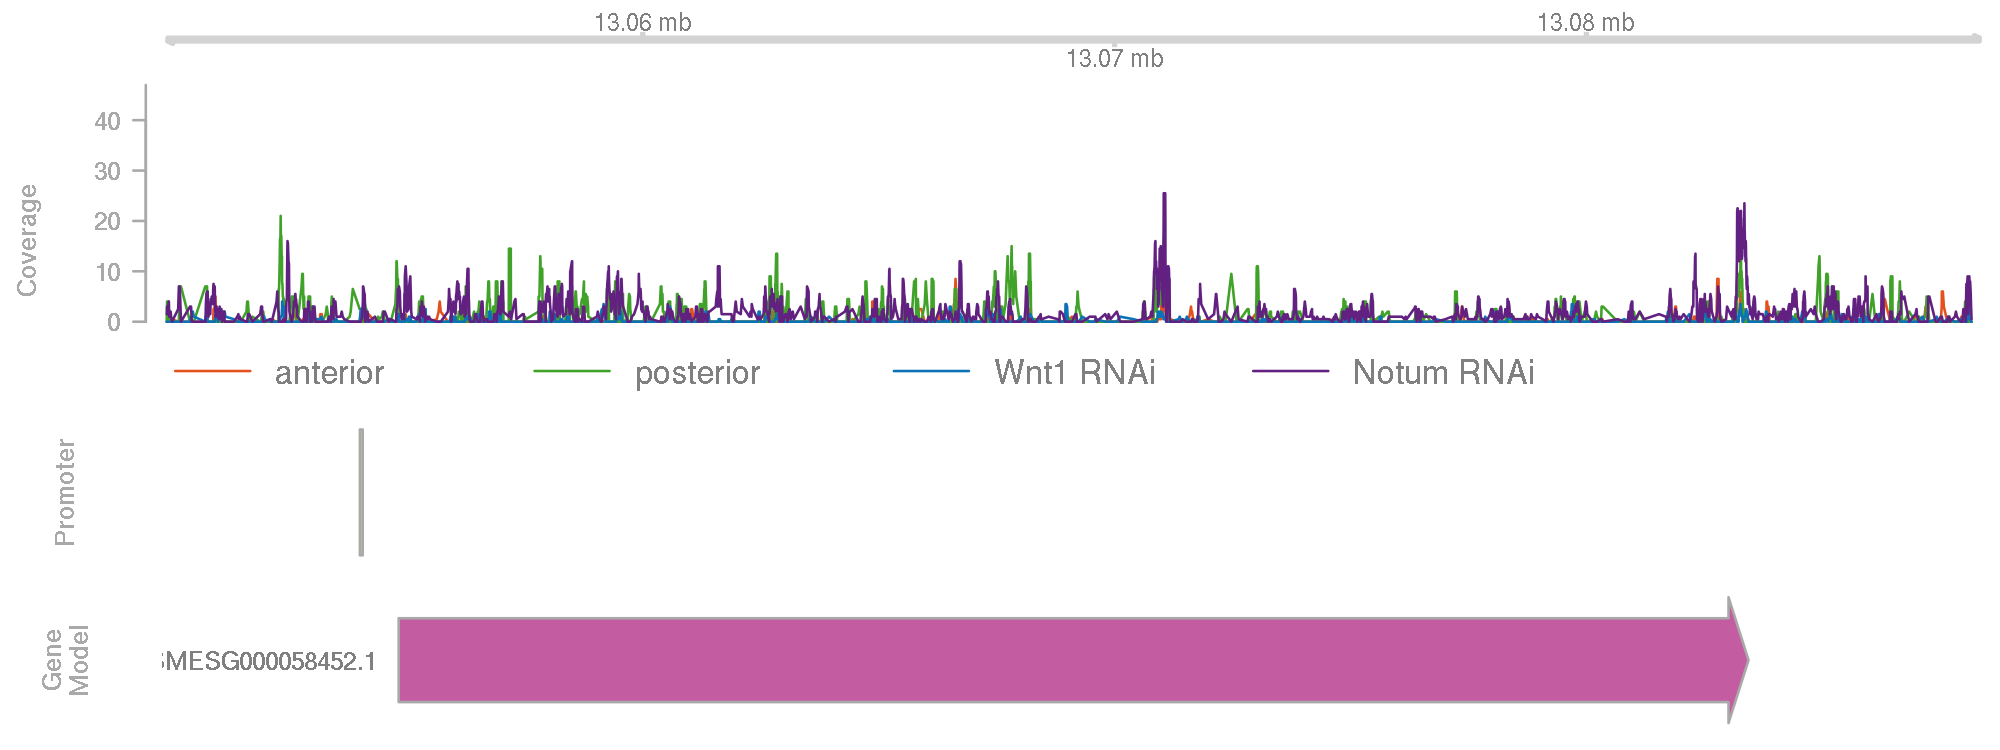 13.06 mb
13.08 mb
13.07 mb
Coverage
40
30
20
10
0
anterior posterior Wnt1 RNAi Notum RNAi
Promoter
Gene
Model
MESG000058452.1